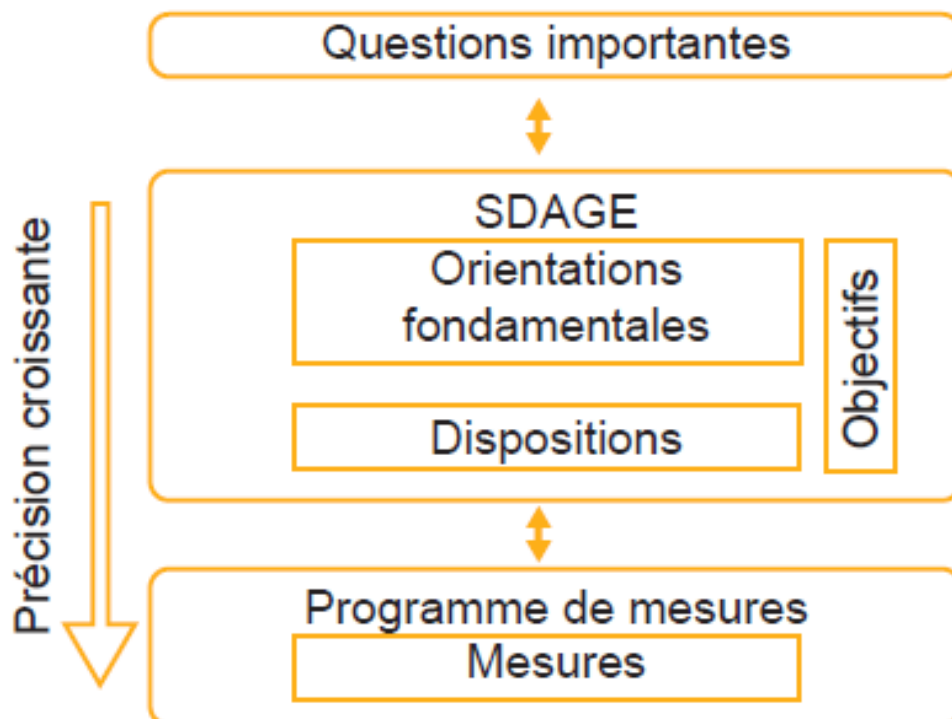 Questions importantes
SDAGE
Orientations
fondamentales
Dispositions
Objectifs
Précision croissante
Programme de mesures
Mesures